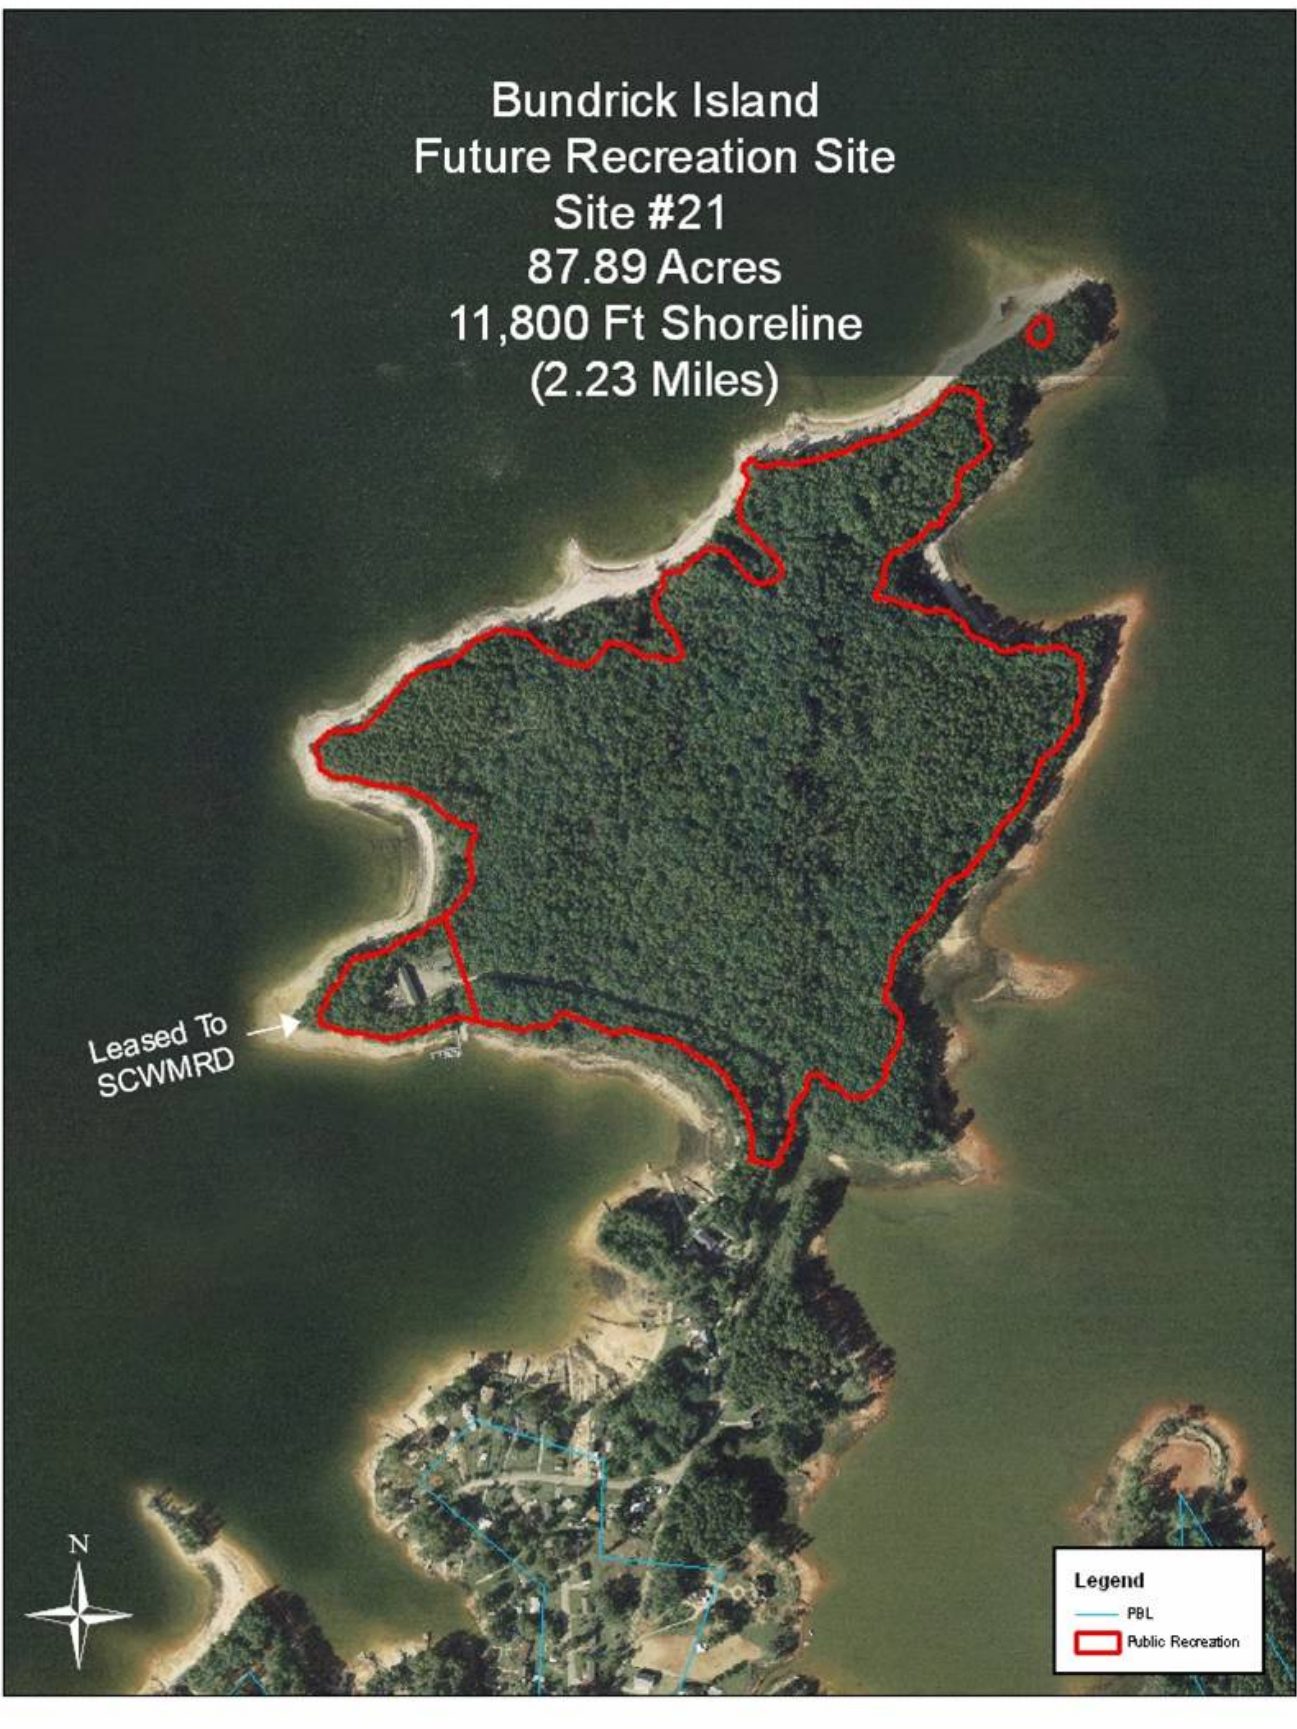 Bundrick Island
Future Recreation Site
Site #21
87.89 Acres
11,800 Ft Shoreline
(2.23 Miles)
Leased To
SCWMRD
N
Legend
PBL
Public Recreation